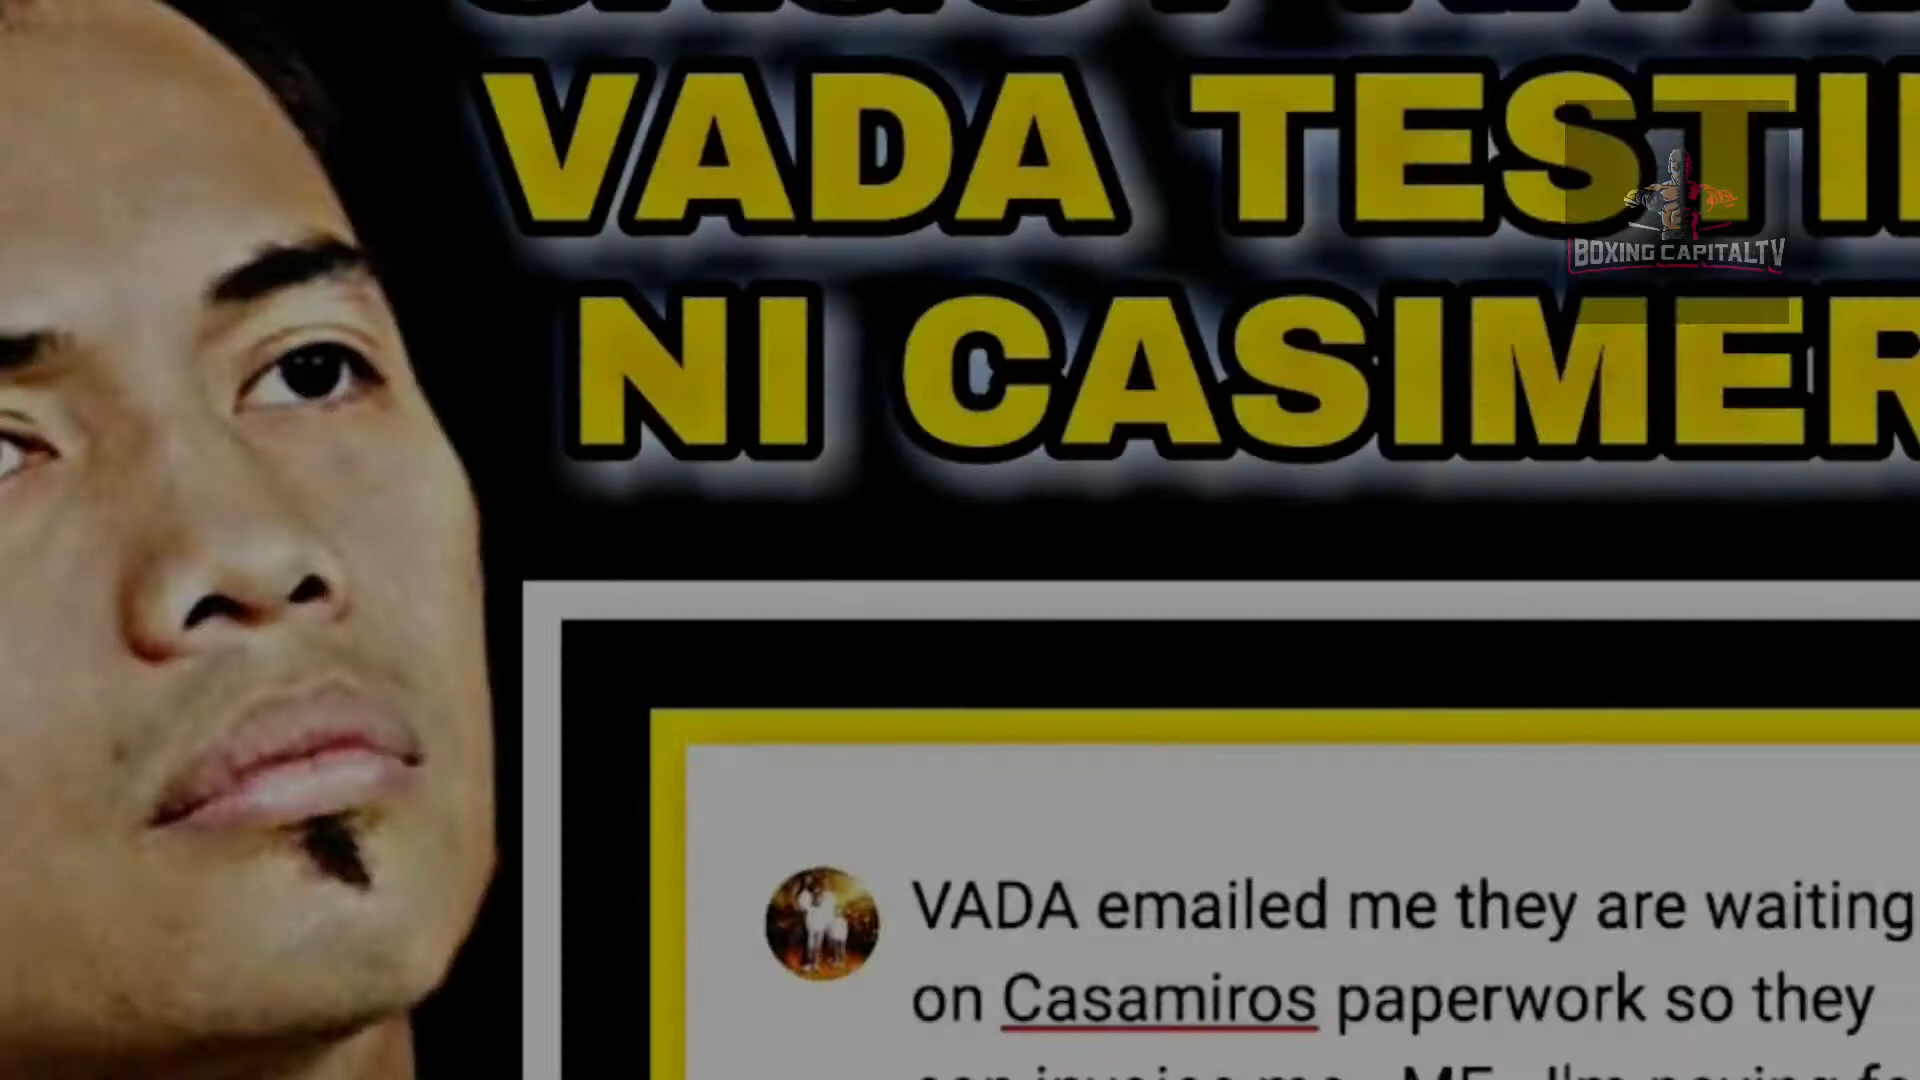 VADA TESTI
BOXING CAPITALTV
NI CASIMER
VADA emailed me they are waiting
on Casamiros paperwork so they